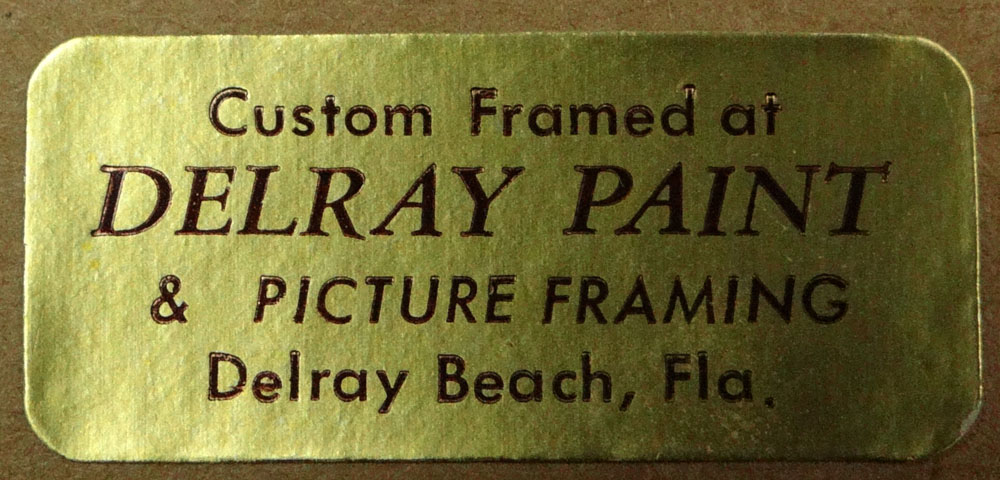 Custom Framed at
DELRAY PAINT
& PICTURE FRAMING
Delray Beach, Fla.